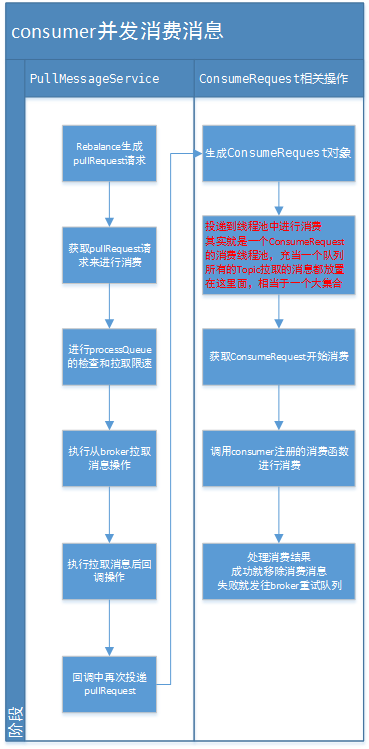 consumer并发消费消息
PullMessageService
ConsumeRequest相关操作
Rebalance生成
pullRequest请求
获取pullRequest请
求来进行消费
进行processQueue
的检查和拉取限速
执行从broker拉取
消息操作
执行拉取消息后回
调操作
回调中再次投递
pullRequest
生成ConsumeRequest对象
投递到线程池中进行消费
其实就是一个ConsumeRequest
的消费线程池，充当一个队列
所有的Topic拉取的消息都放置
在这里面，相当于一个大集合
获取ConsumeRequest开始消费
调用consumer注册的消费函数
进行消费
处理消费结果
成功就移除消费消息
失败就发往broker重试队列
阶段